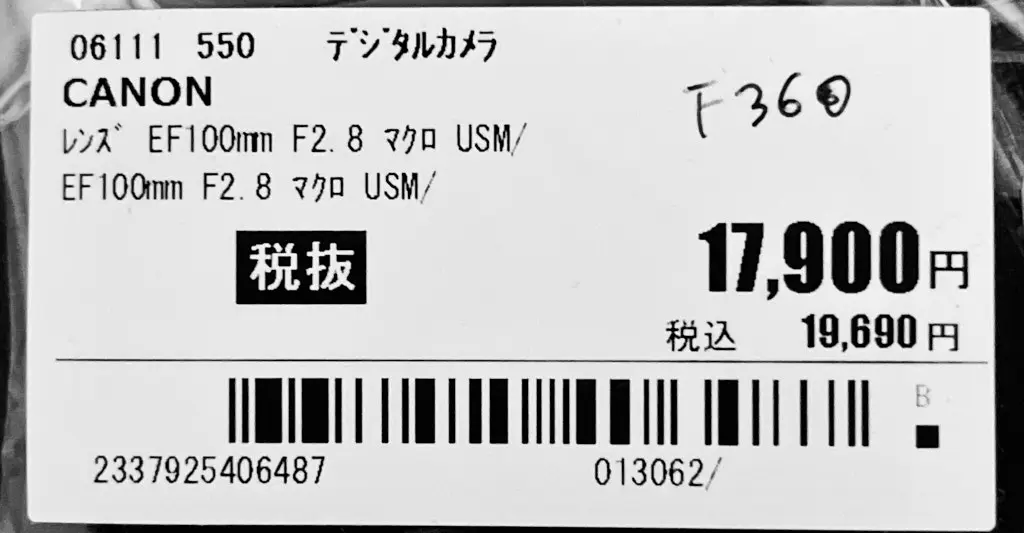 06111 550 ﾃﾞｼﾞﾀﾙｶﾒﾗ
CANON
F360
ﾚﾝｽﾞ EF100mm F2.8 ﾏｸﾛ USM/
EF100mm F2.8 ﾏｸﾛ USM/
税抜 17,900円
税込 19,690円
B
2337925406487 013062/